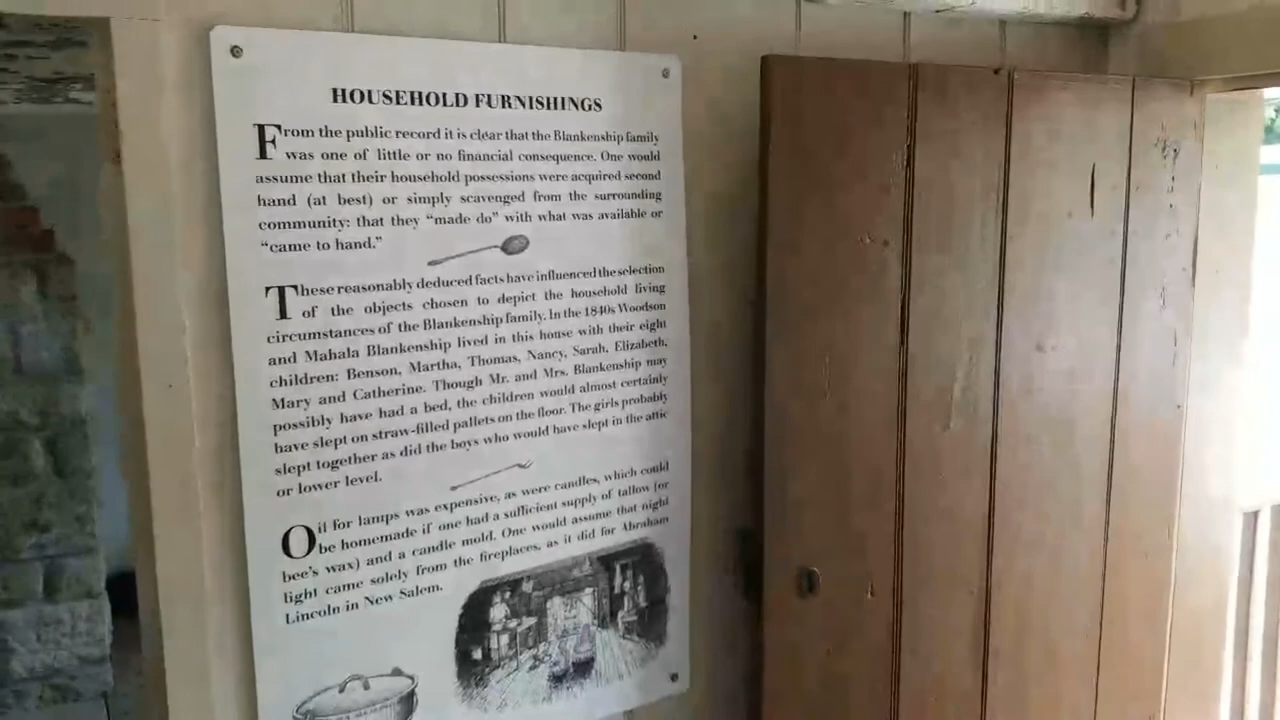 HOUSEHOLD FURNISHINGS
From the public record it is clear that the Blankenship family
was one of little or no financial consequence. One would
assume that their household possessions were acquired second
hand (at best) or simply scavenged from the surrounding
community: that they “made do” with what was available or
“came to hand.”
These reasonably deduced facts have influenced the selection
of the objects chosen to depict the household living
circumstances of the Blankenship family. In the 1840s Woodson
and Mahala Blankenship lived in this house with their eight
children: Benson, Martha, Thomas, Nancy, Sarah, Elizabeth,
Mary and Catherine. Though Mr. and Mrs. Blankenship may
possibly have had a bed, the children would almost certainly
have slept on straw-filled pallets on the floor. The girls probably
slept together as did the boys who would have slept in the attic
or lower level.
Oil for lamps was expensive, as were candles, which could
be homemade if one had a sufficient supply of tallow (or
bee's wax) and a candle mold. One would assume that night
light came solely from the fireplaces, as it did for Abraham
Lincoln in New Salem.